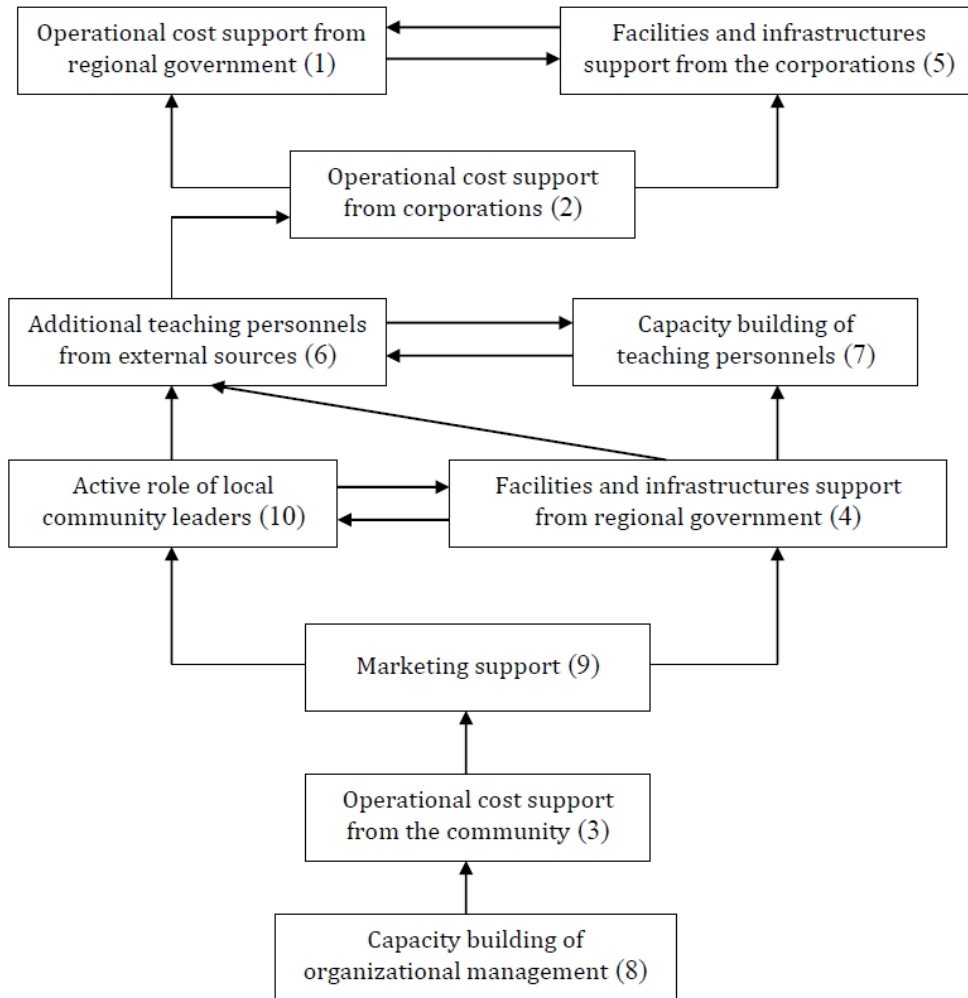 Operational cost support from
regional government (1)
Facilities and infrastructures
support from the corporations (5)
Operational cost support
from corporations (2)
Additional teaching personnels
from external sources (6)
Capacity building of
teaching personnels (7)
Active role of local
community leaders (10)
Facilities and infrastructures support
from regional government (4)
Marketing support (9)
Operational cost support
from the community (3)
Capacity building of
organizational management (8)